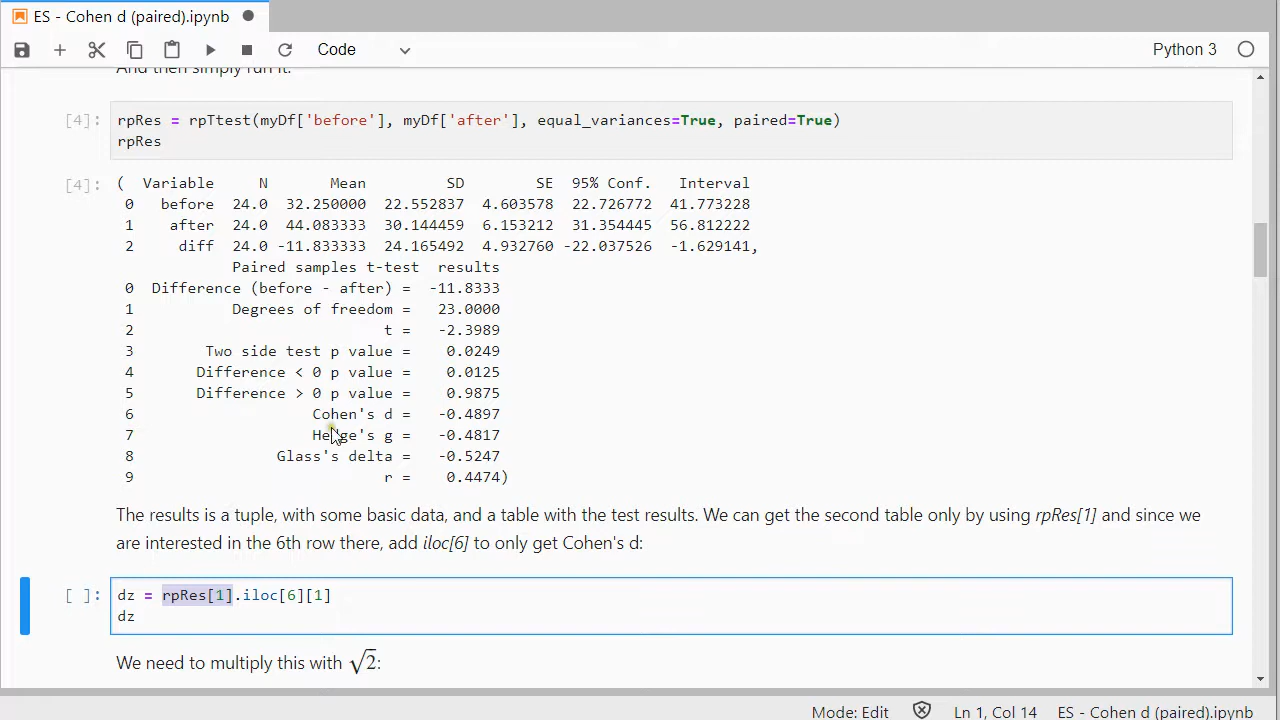 ES - Cohen d (paired).ipynb
Code
Python 3
And then simply run it.
[4]: rpRes = rpTtest(myDf['before'], myDf['after'], equal_variances=True, paired=True)
rpRes
[4]: ( Variable N Mean SD SE 95% Conf. Interval
0 before 24.0 32.250000 22.552837 4.603578 22.726772 41.773228
1 after 24.0 44.083333 30.144459 6.153212 31.354445 56.812222
2 diff 24.0 -11.833333 24.165492 4.932760 -22.037526 -1.629141,
Paired samples t-test results
0 Difference (before - after) = -11.8333
1 Degrees of freedom = 23.0000
2 t = -2.3989
3 Two side test p value = 0.0249
4 Difference < 0 p value = 0.0125
5 Difference > 0 p value = 0.9875
6 Cohen's d = -0.4897
7 Hedge's g = -0.4817
8 Glass's delta = -0.5247
9 r = 0.4474)
The results is a tuple, with some basic data, and a table with the test results. We can get the second table only by using rpRes[1] and since we
are interested in the 6th row there, add iloc[6] to only get Cohen's d:
[ ]: dz = rpRes[1].iloc[6][1]
dz
We need to multiply this with √2:
Mode: Edit Ln 1, Col 14 ES - Cohen d (paired).ipynb